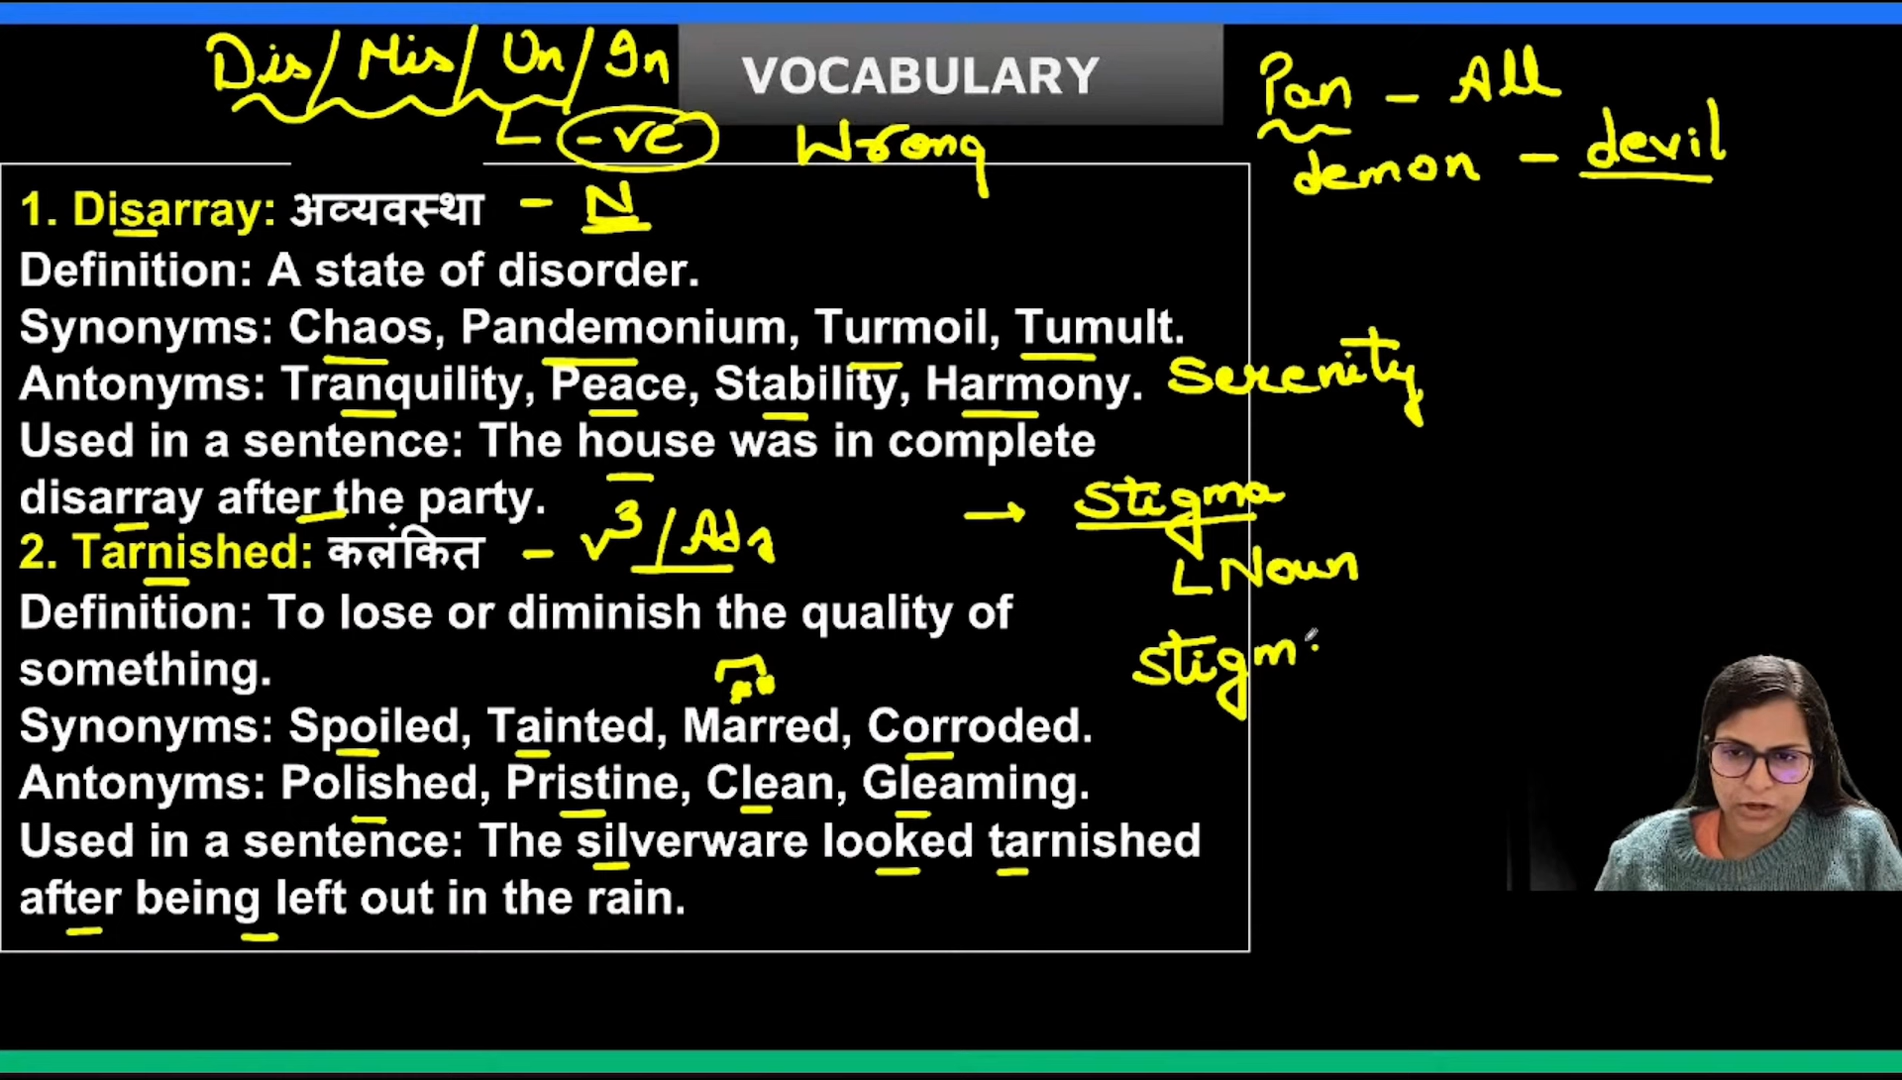 Dis/Mis/Un/In
VOCABULARY
Pan - All
- -ve
Wrong
demon - devil
1. Disarray: अव्यवस्था - N
Definition: A state of disorder.
Synonyms: Chaos, Pandemonium, Turmoil, Tumult.
Antonyms: Tranquility, Peace, Stability, Harmony. Serenity
Used in a sentence: The house was in complete
disarray after the party.
→ Stigma
2. Tarnished: कलंकित - v3/Adj
Noun
Definition: To lose or diminish the quality of
something.
Stigm
Synonyms: Spoiled, Tainted, Marred, Corroded.
Antonyms: Polished, Pristine, Clean, Gleaming.
Used in a sentence: The silverware looked tarnished
after being left out in the rain.